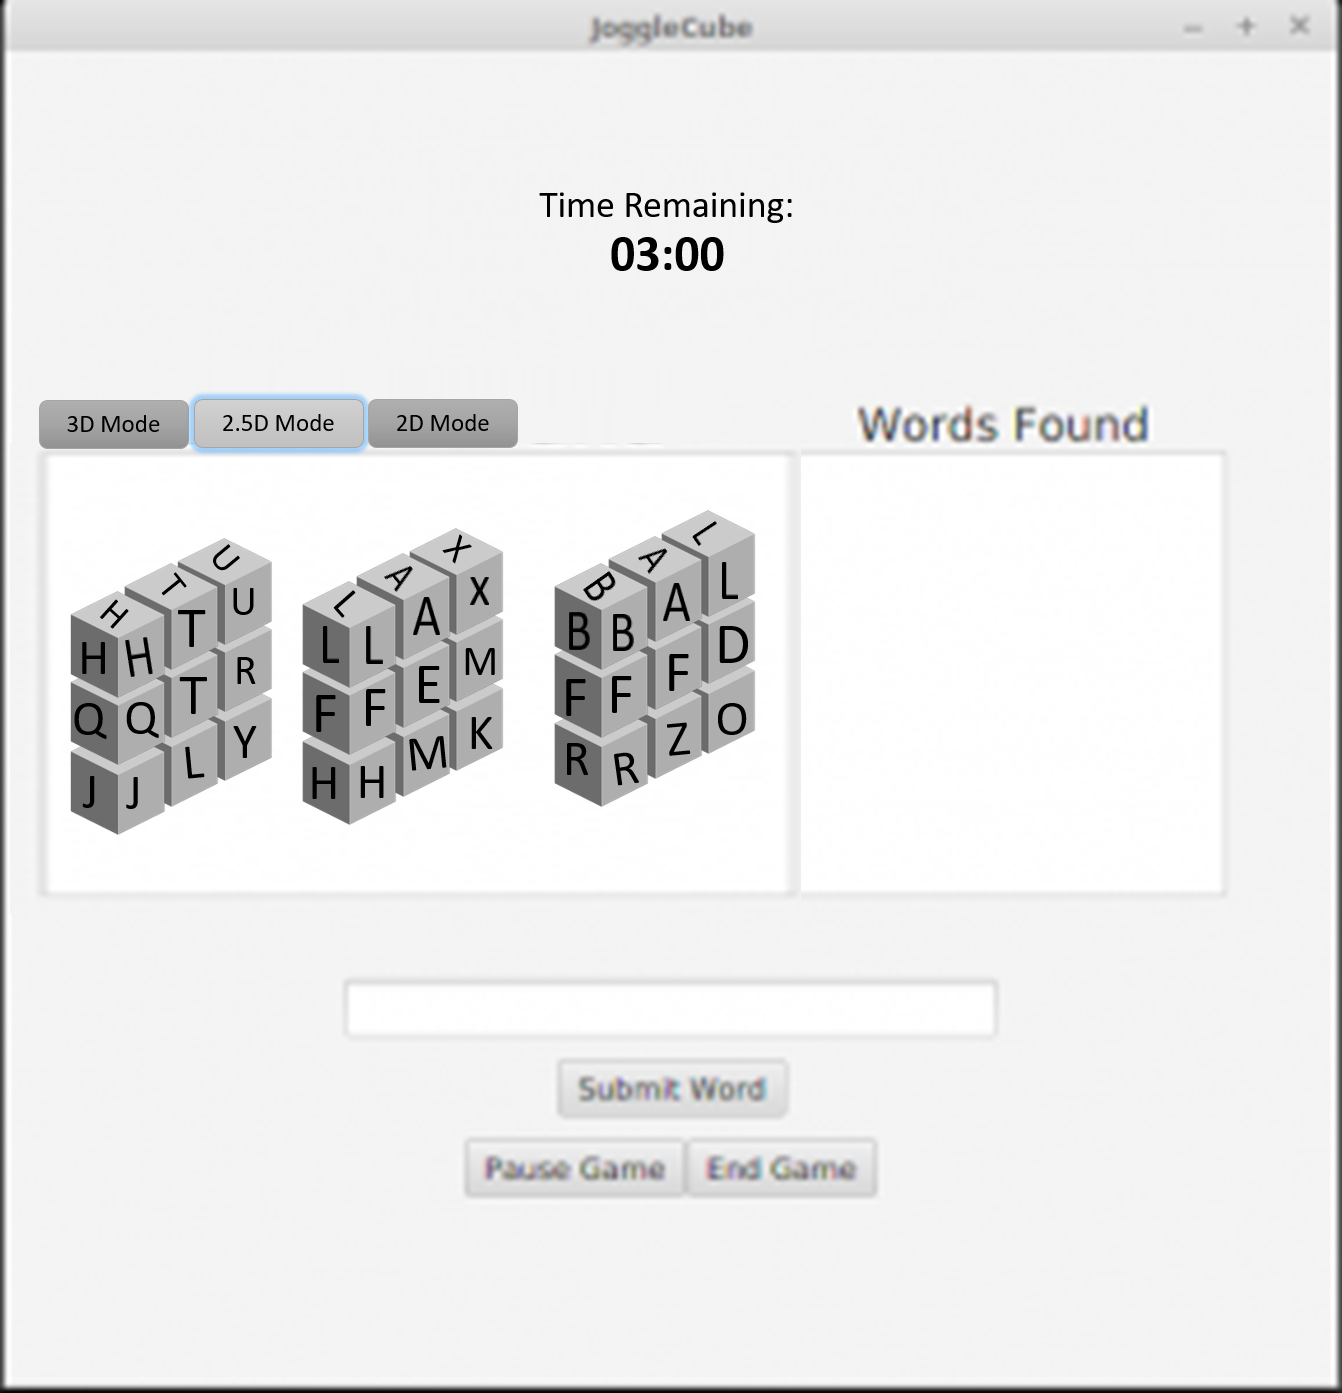 JoggleCube
Time Remaining:
03:00
3D Mode 2.5D Mode 2D Mode
Words Found
H T U L A X B A L
H H T U L L A X B B A L
Q Q T R F F E M F F F D
J J L Y H H M K R R Z O
Submit Word
Pause Game End Game